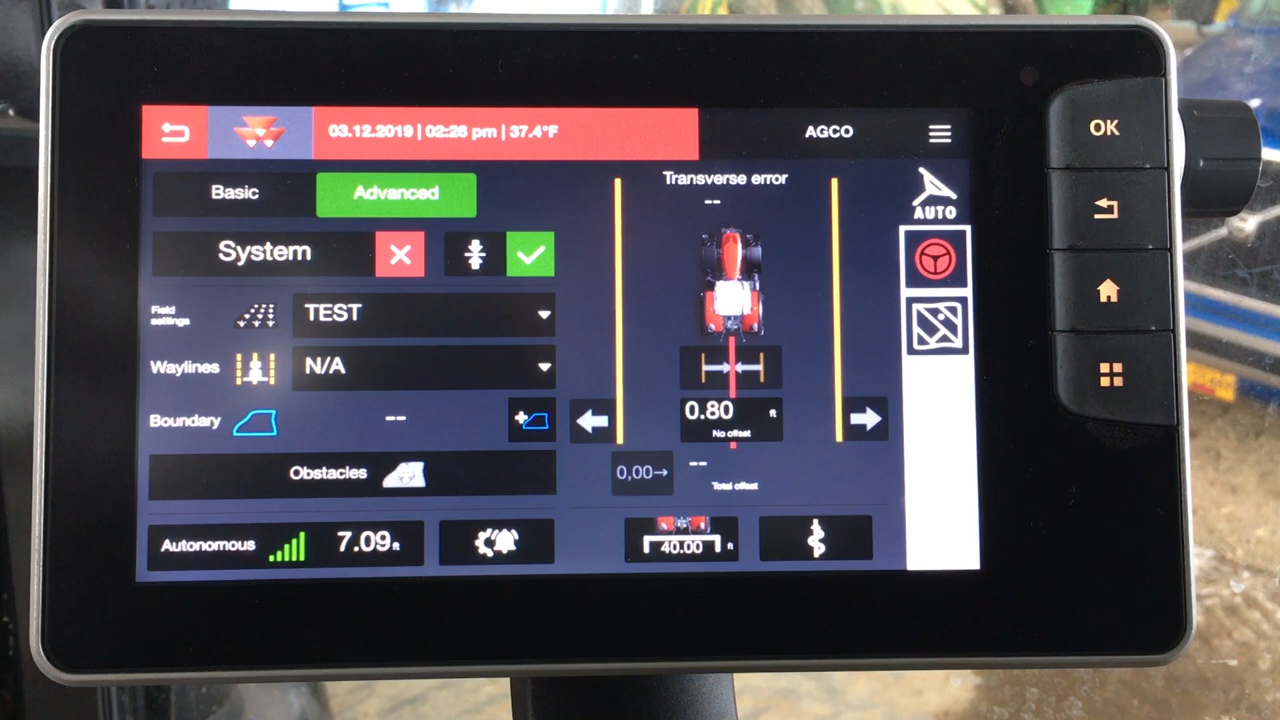 03.12.2019 | 02:26 pm | 37.4°F
AGCO
OK
Basic
Advanced
Transverse error
--
AUTO
System
Field
settings
TEST
Waylines
N/A
Boundary
--
0.80 ft
No offset
Obstacles
0,00→
--
Total offset
Autonomous
7.09 ft
40.00 ft